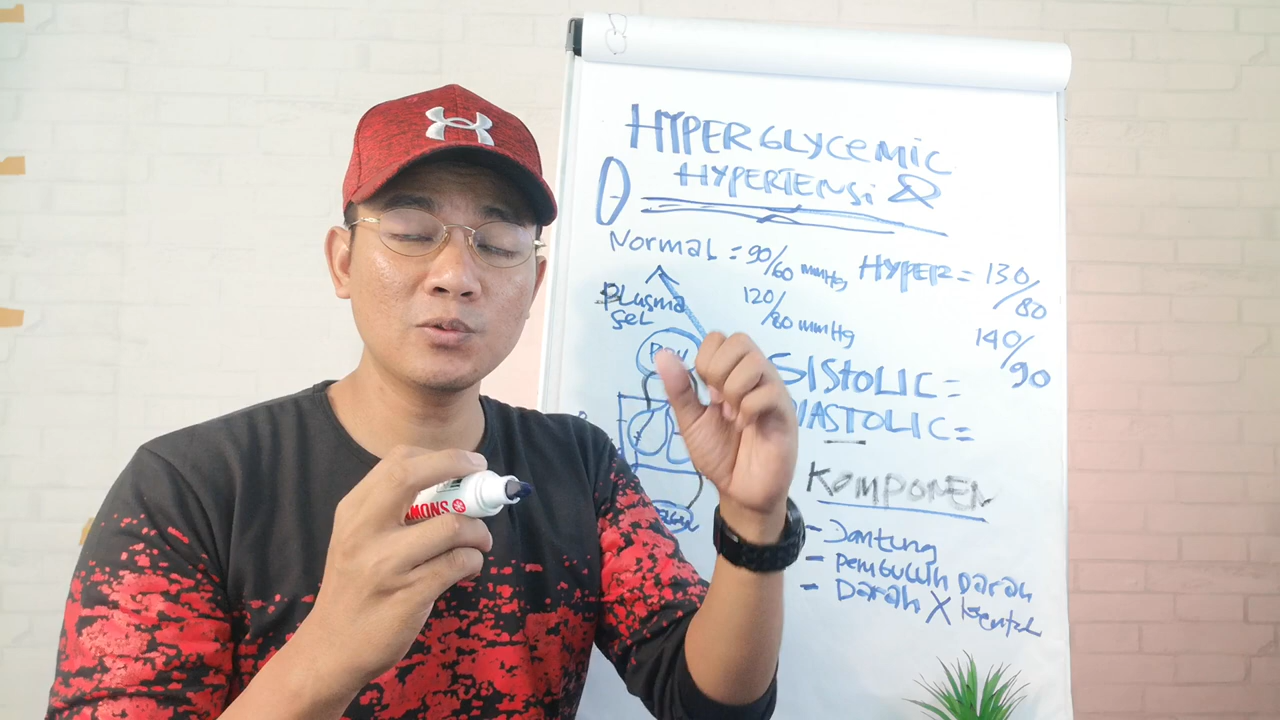 HYPERGLYCEMIC
HYPERTENSi &
Normal = 90/60 mmHg
120/80 mmHg
HYPER = 130/80
140/90
Plasma
SeL
SISTOLIC =
DIASTOLIC =
KOMPONEN
- Jantung
- Pembuluh Darah
- Darah X Kental
SNOWM